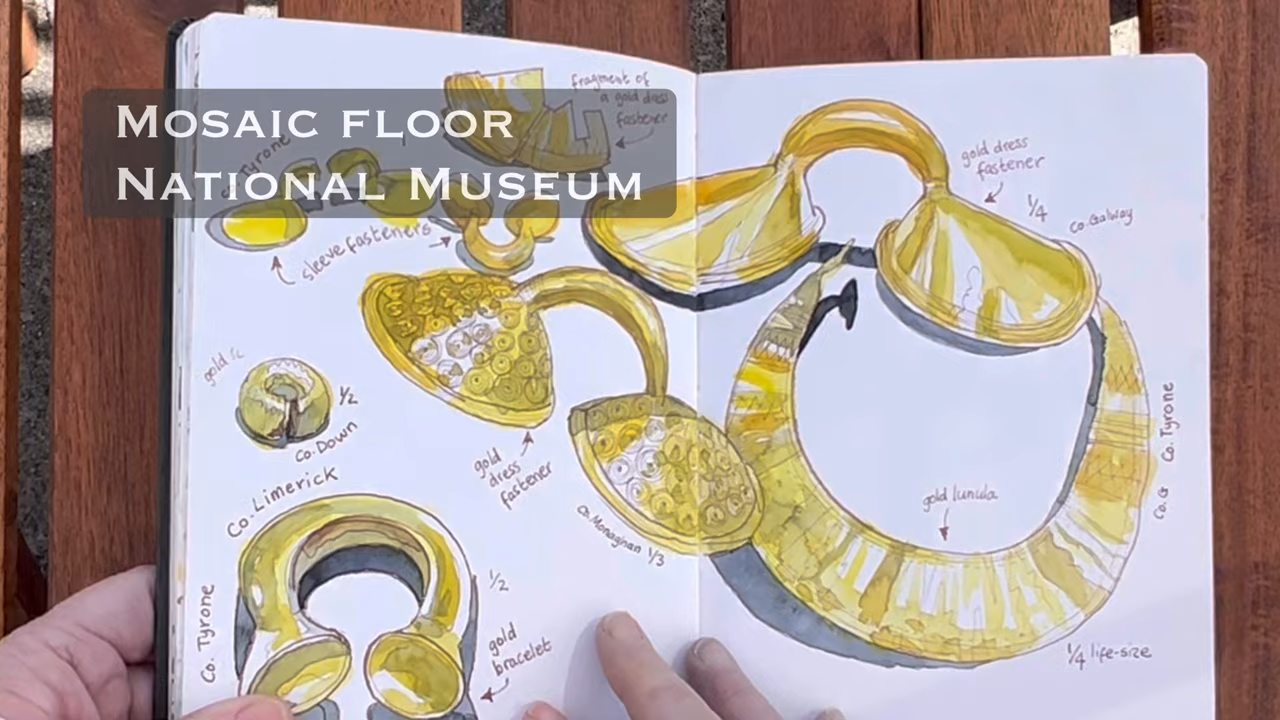 Mosaic floor
National Museum
fragment of
a gold dress
fastener
Co. Tyrone
sleeve fasteners
gold dress
fastener
1/4
Co. Galway
gold
1/2
Co. Down
gold
dress
fastener
Co. Monaghan 1/3
Co. Limerick
Co. Tyrone
1/2
gold
bracelet
gold lunula
Co. Tyrone
1/4 life-size